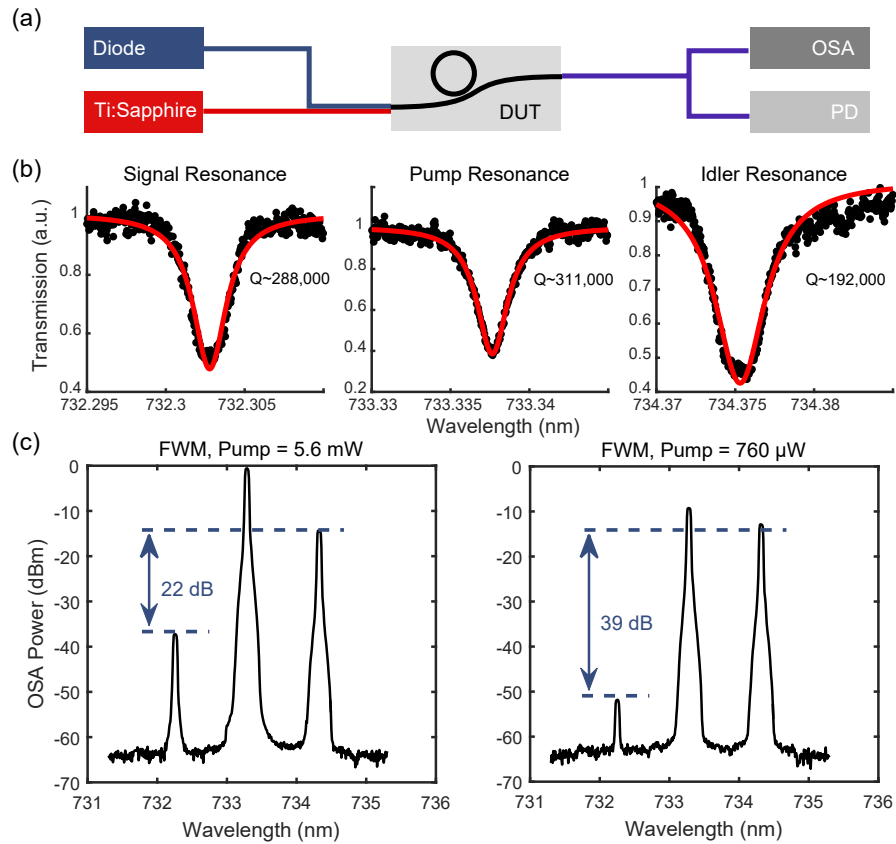 (a)
Diode
Ti:Sapphire
DUT
OSA
PD
(b)
Signal Resonance
Pump Resonance
Idler Resonance
Transmission (a.u.)
1
0.8
0.6
0.4
Q~288,000
732.295
732.3
732.305
1
0.8
0.6
0.4
0.2
Q~311,000
733.33
733.335
733.34
1
0.9
0.8
0.7
0.6
0.5
0.4
Q~192,000
734.37
734.375
734.38
Wavelength (nm)
(c)
FWM, Pump = 5.6 mW
OSA Power (dBm)
0
-10
-20
-30
-40
-50
-60
-70
22 dB
731
732
733
734
735
736
Wavelength (nm)
FWM, Pump = 760 µW
0
-10
-20
-30
-40
-50
-60
-70
39 dB
731
732
733
734
735
736
Wavelength (nm)